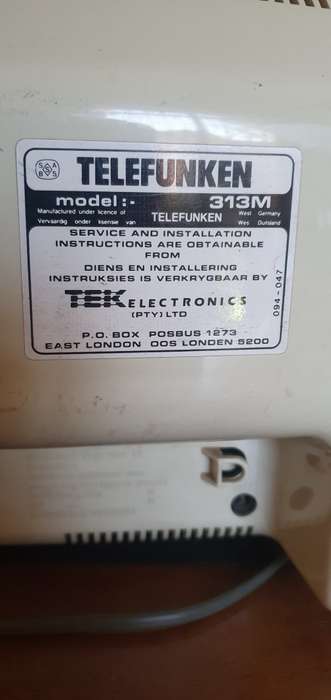 TELEFUNKEN
model:- 313M
Manufactured under licence of TELEFUNKEN West Germany
Vervaardig onder lisensie van Wes Duitsland
SERVICE AND INSTALLATION
INSTRUCTIONS ARE OBTAINABLE
FROM
DIENS EN INSTALLERING
INSTRUKSIES IS VERKRYGBAAR BY
TEK ELECTRONICS
(PTY) LTD
P.O. BOX POSBUS 1273
EAST LONDON OOS LONDEN 5200
094-047